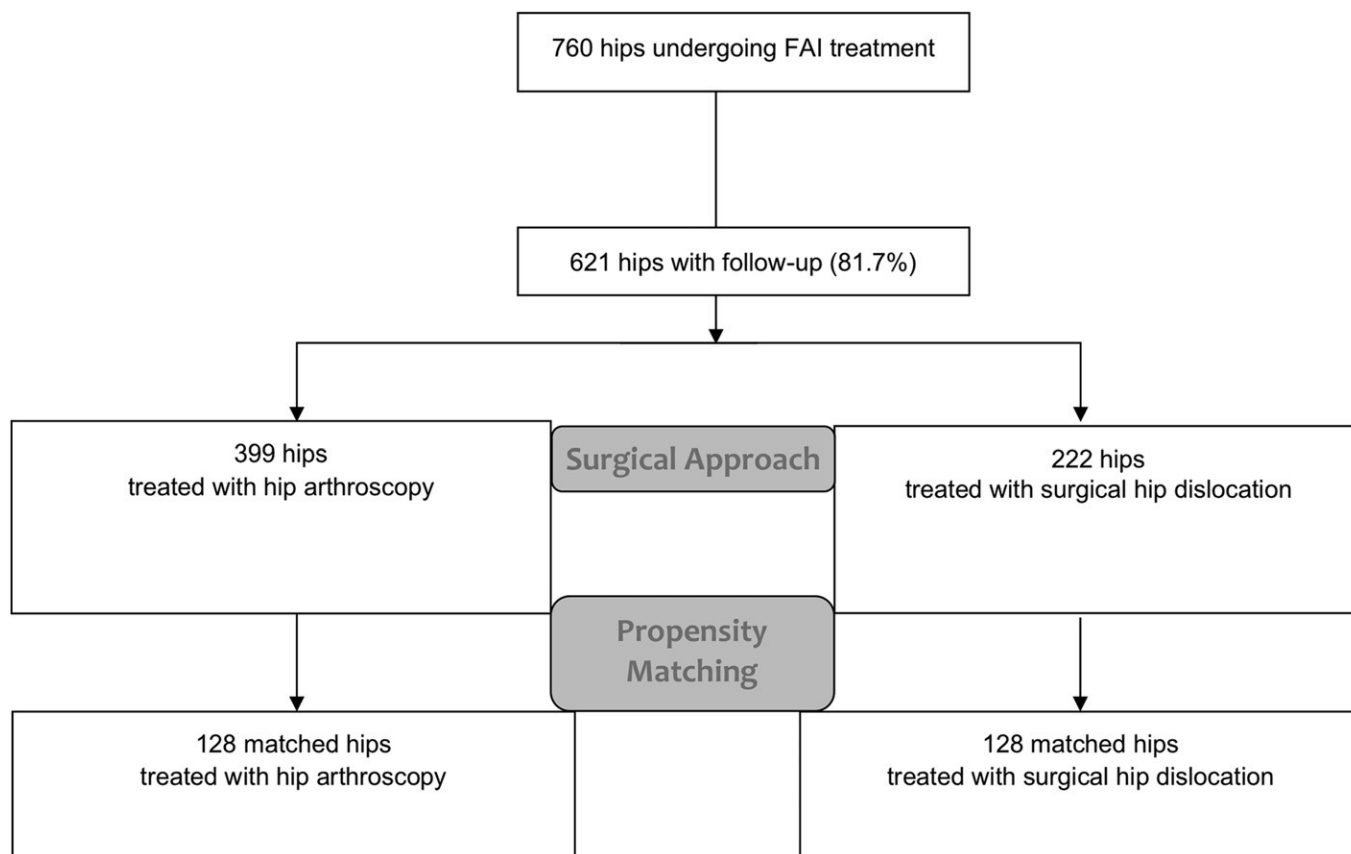 760 hips undergoing FAI treatment
621 hips with follow-up (81.7%)
399 hips
treated with hip arthroscopy
Surgical Approach
222 hips
treated with surgical hip dislocation
Propensity
Matching
128 matched hips
treated with hip arthroscopy
128 matched hips
treated with surgical hip dislocation